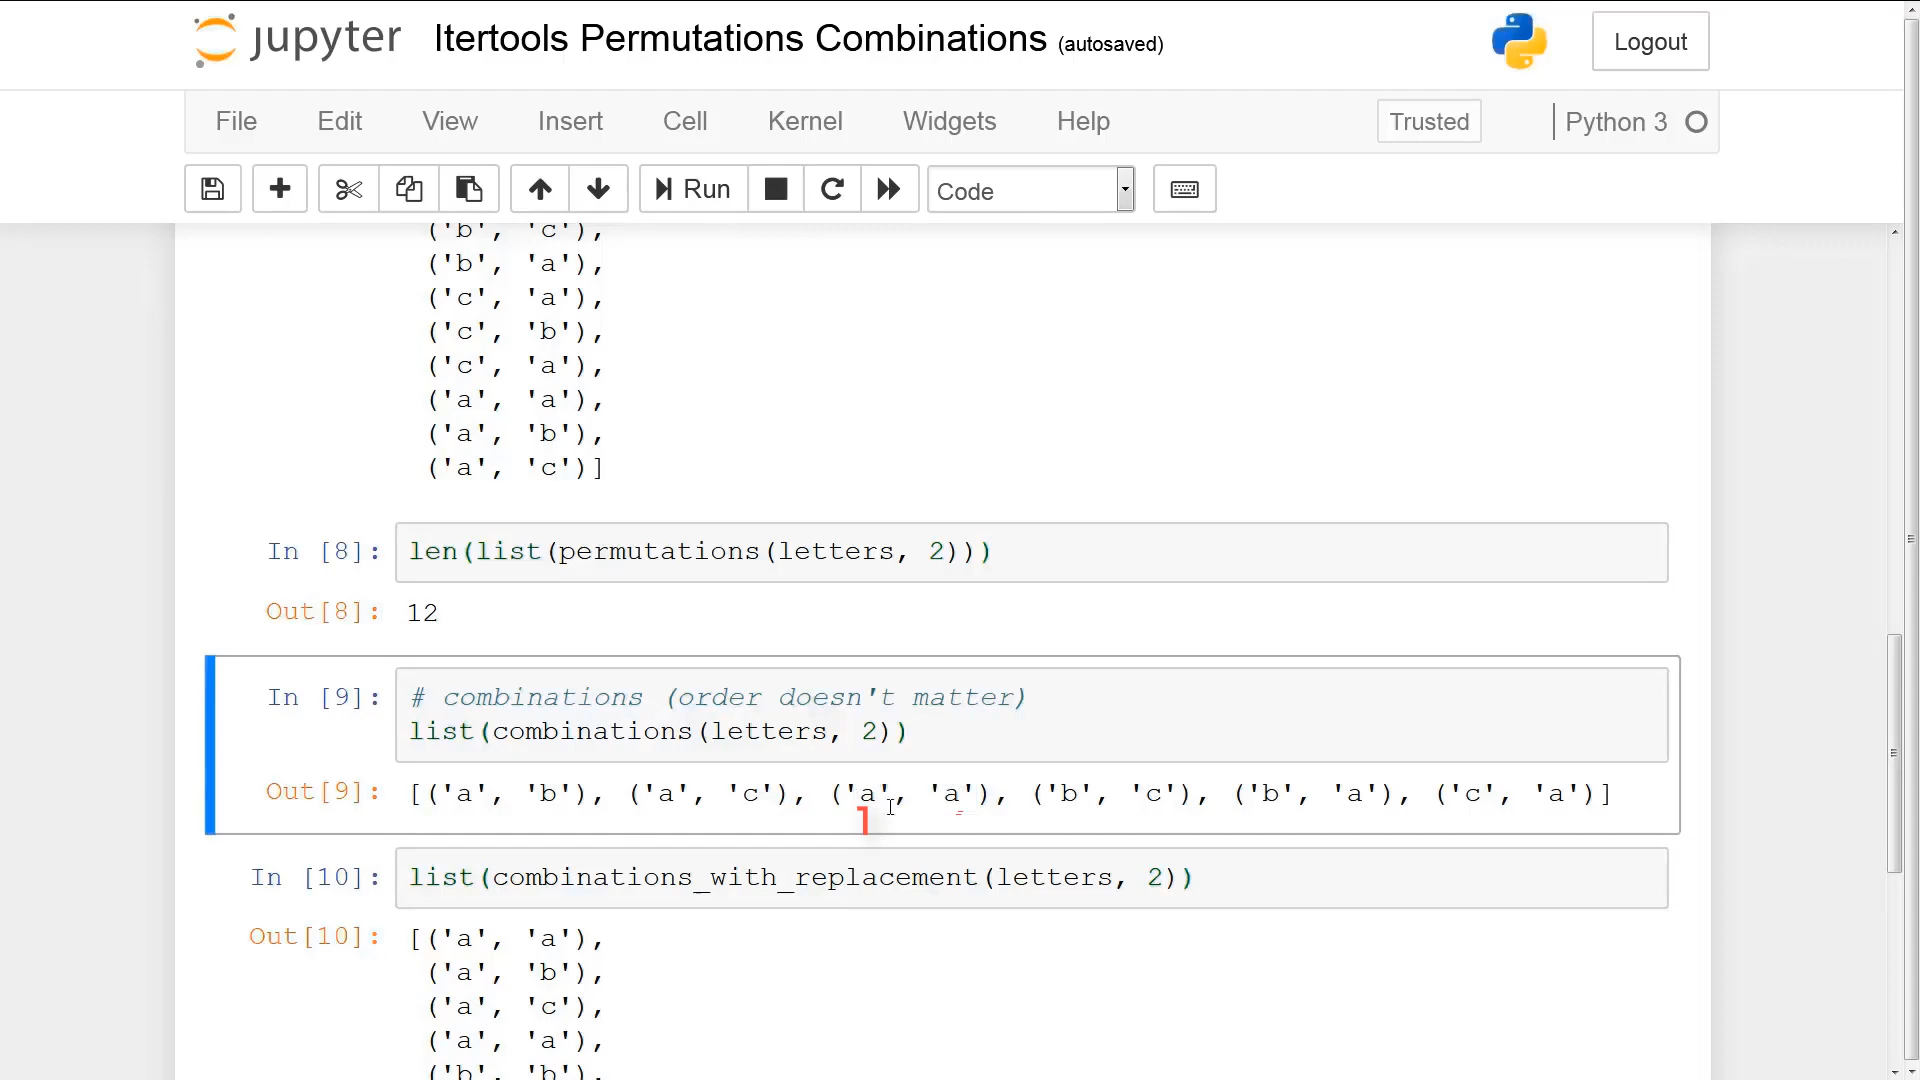 jupyter Itertools Permutations Combinations (autosaved) Logout
File Edit View Insert Cell Kernel Widgets Help Trusted Python 3
Run Code
('b', 'c'),
('b', 'a'),
('c', 'a'),
('c', 'b'),
('c', 'a'),
('a', 'a'),
('a', 'b'),
('a', 'c')]
In [8]: len(list(permutations(letters, 2)))
Out[8]: 12
In [9]: # combinations (order doesn't matter)
list(combinations(letters, 2))
Out[9]: [('a', 'b'), ('a', 'c'), ('a', 'a'), ('b', 'c'), ('b', 'a'), ('c', 'a')]
In [10]: list(combinations_with_replacement(letters, 2))
Out[10]: [('a', 'a'),
('a', 'b'),
('a', 'c'),
('a', 'a'),
('b', 'b'),